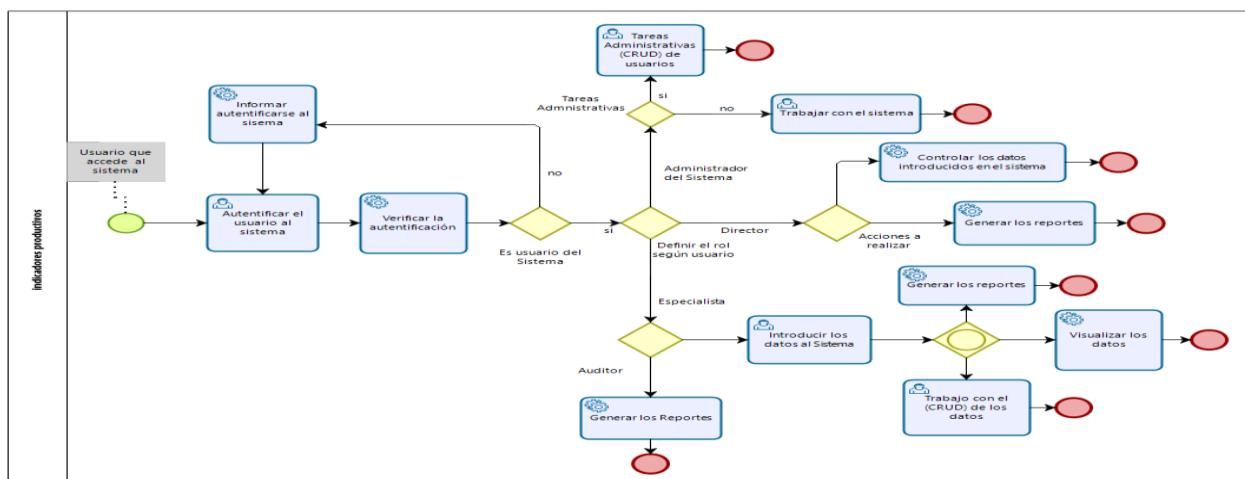 indicadores productivos
Usuario que
accede al
sistema
Informar
autentificarse al
sisema
Autentificar el
usuario al
sistema
Verificar la
autentificación
no
Es usuario del
Sistema
si
Tareas
Administrativas
(CRUD) de
usuarios
si
Tareas
Admnistrativas
no
Trabajar con el sistema
Administrador
del Sistema
Definir el rol
según usuario
Director
Controlar los datos
introducidos en el sistema
Acciones a
realizar
Generar los reportes
Especialista
Introducir los
datos al Sistema
Generar los reportes
Visualizar los
datos
Trabajo con el
(CRUD) de los
datos
Auditor
Generar los Reportes